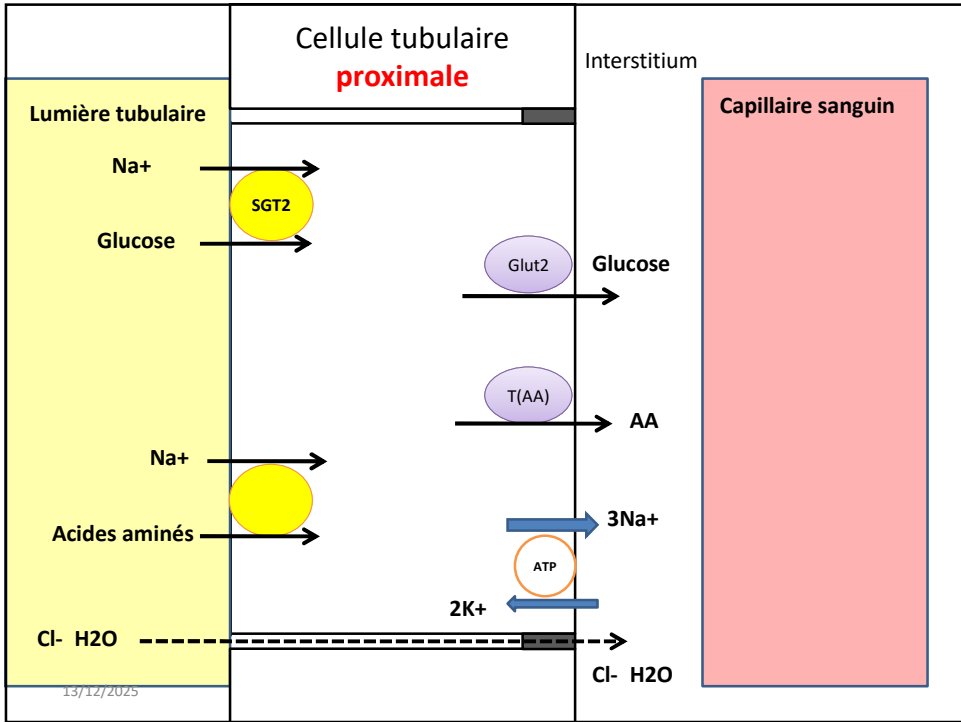 Cellule tubulaire
proximale
Interstitium
Lumière tubulaire
Capillaire sanguin
Na+
SGT2
Glucose
Glut2
Glucose
T(AA)
AA
Na+
Acides aminés
3Na+
ATP
2K+
Cl- H2O
Cl- H2O
13/12/2025